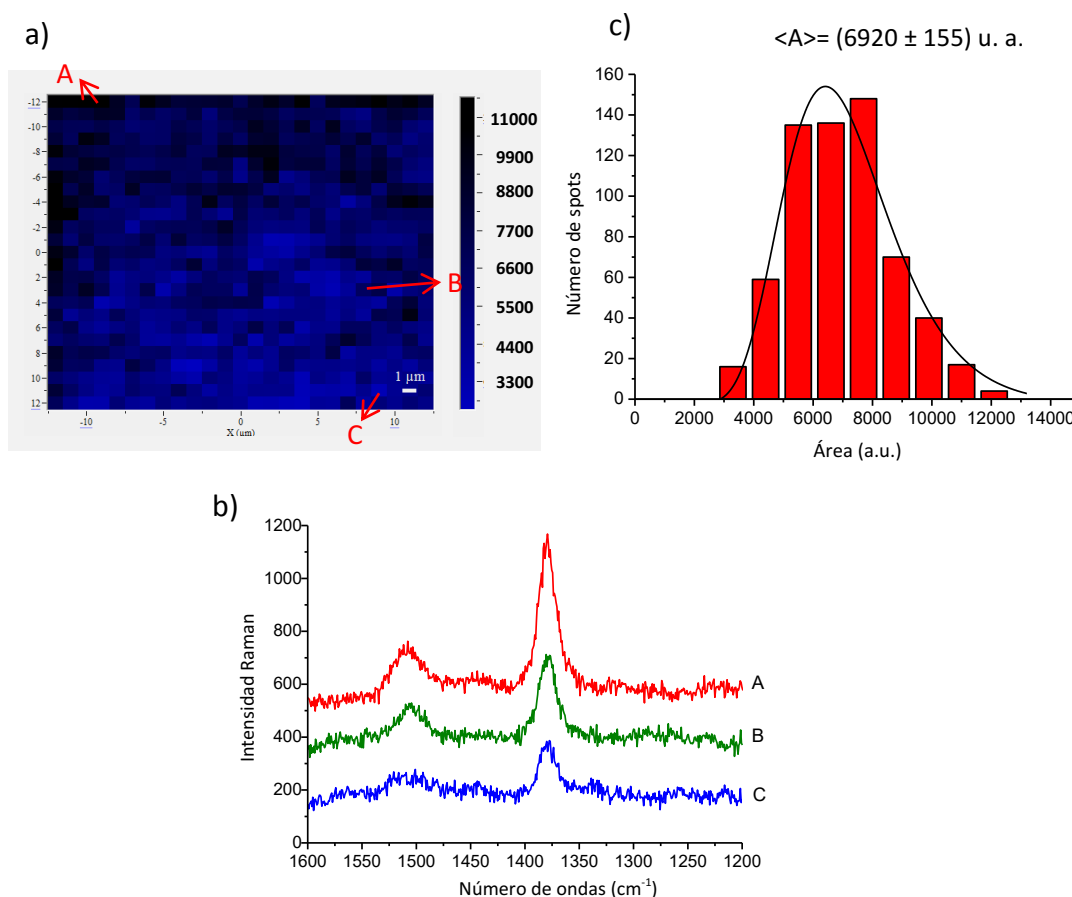 a)
A
-12
-10
-8
-6
-4
-2
0
2
4
6
8
10
12
-10
-5
0
5
10
X (um)
1 µm
B
C
11000
9900
8800
7700
6600
5500
4400
3300
c)
<A>= (6920 ± 155) u. a.
160
140
120
100
80
60
40
20
0
Número de spots
0 2000 4000 6000 8000 10000 12000 14000
Área (a.u.)
b)
1200
1000
800
600
400
200
0
Intensidad Raman
A
B
C
1600 1550 1500 1450 1400 1350 1300 1250 1200
Número de ondas (cm-1)